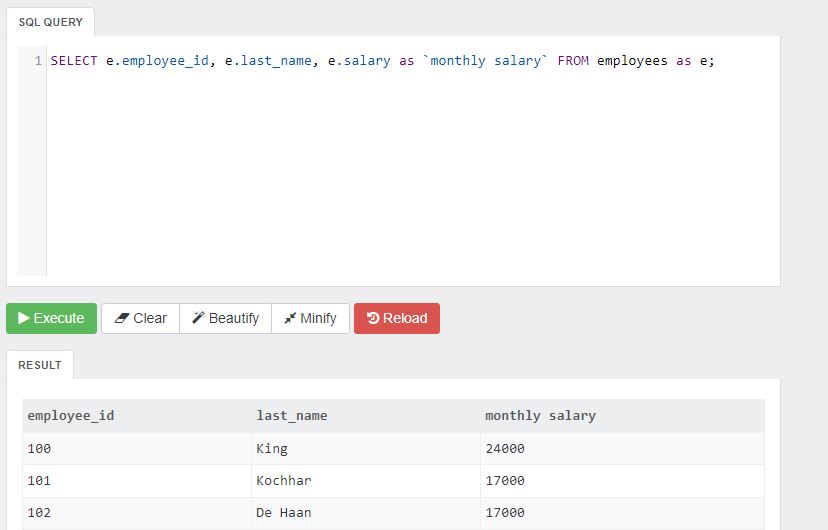 SQL QUERY
1 SELECT e.employee_id, e.last_name, e.salary as `monthly salary` FROM employees as e;
Execute Clear Beautify Minify Reload
RESULT
employee_id last_name monthly salary
100 King 24000
101 Kochhar 17000
102 De Haan 17000